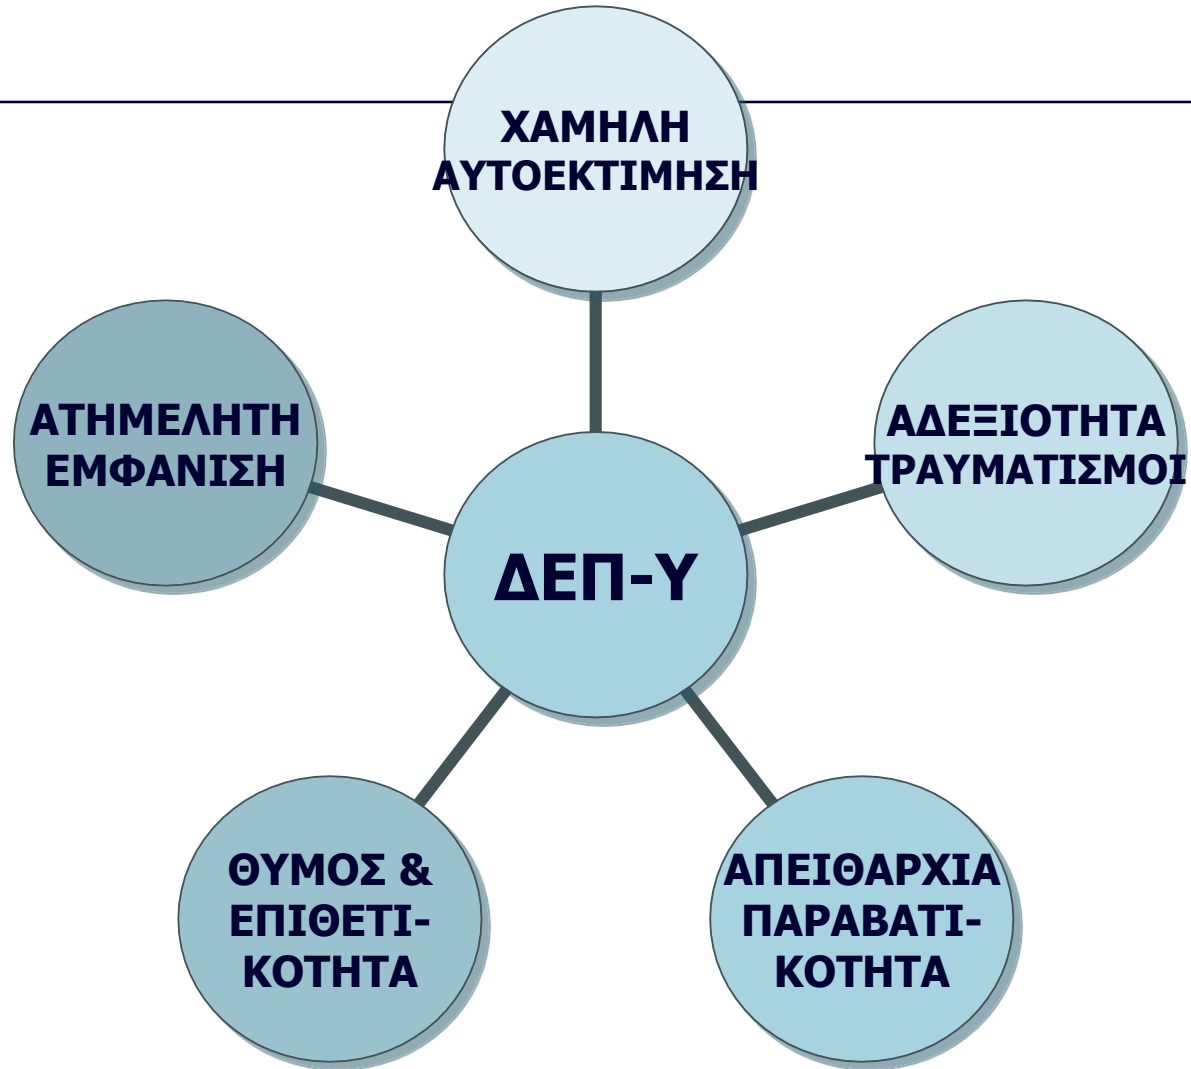 ΧΑΜΗΛΗ
ΑΥΤΟΕΚΤΙΜΗΣΗ
ΑΤΗΜΕΛΗΤΗ
ΕΜΦΑΝΙΣΗ
ΑΔΕΞΙΟΤΗΤΑ
ΤΡΑΥΜΑΤΙΣΜΟΙ
ΔΕΠ-Υ
ΘΥΜΟΣ &
ΕΠΙΘΕΤΙ-
ΚΟΤΗΤΑ
ΑΠΕΙΘΑΡΧΙΑ
ΠΑΡΑΒΑΤΙ-
ΚΟΤΗΤΑ